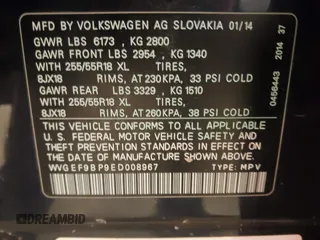 MFD BY VOLKSWAGEN AG SLOVAKIA 01/14
GVWR LBS 6173 , KG 2800
GAWR FRONT LBS 2954 , KG 1340
WITH 255/55R18 XL TIRES,
8JX18 RIMS, AT 230KPA, 33 PSI COLD
GAWR REAR LBS 3329 , KG 1510
WITH 255/55R18 XL TIRES,
8JX18 RIMS, AT 260KPA, 38 PSI COLD
THIS VEHICLE CONFORMS TO ALL APPLICABLE
U. S. FEDERAL MOTOR VEHICLE SAFETY AND
THEFT PREVENTION STANDARDS IN EFFECT ON
THE DATE OF MANUFACTURE SHOWN ABOVE.
WVGEF9BP9ED008967 TYPE: MPV
0456443 2014 37